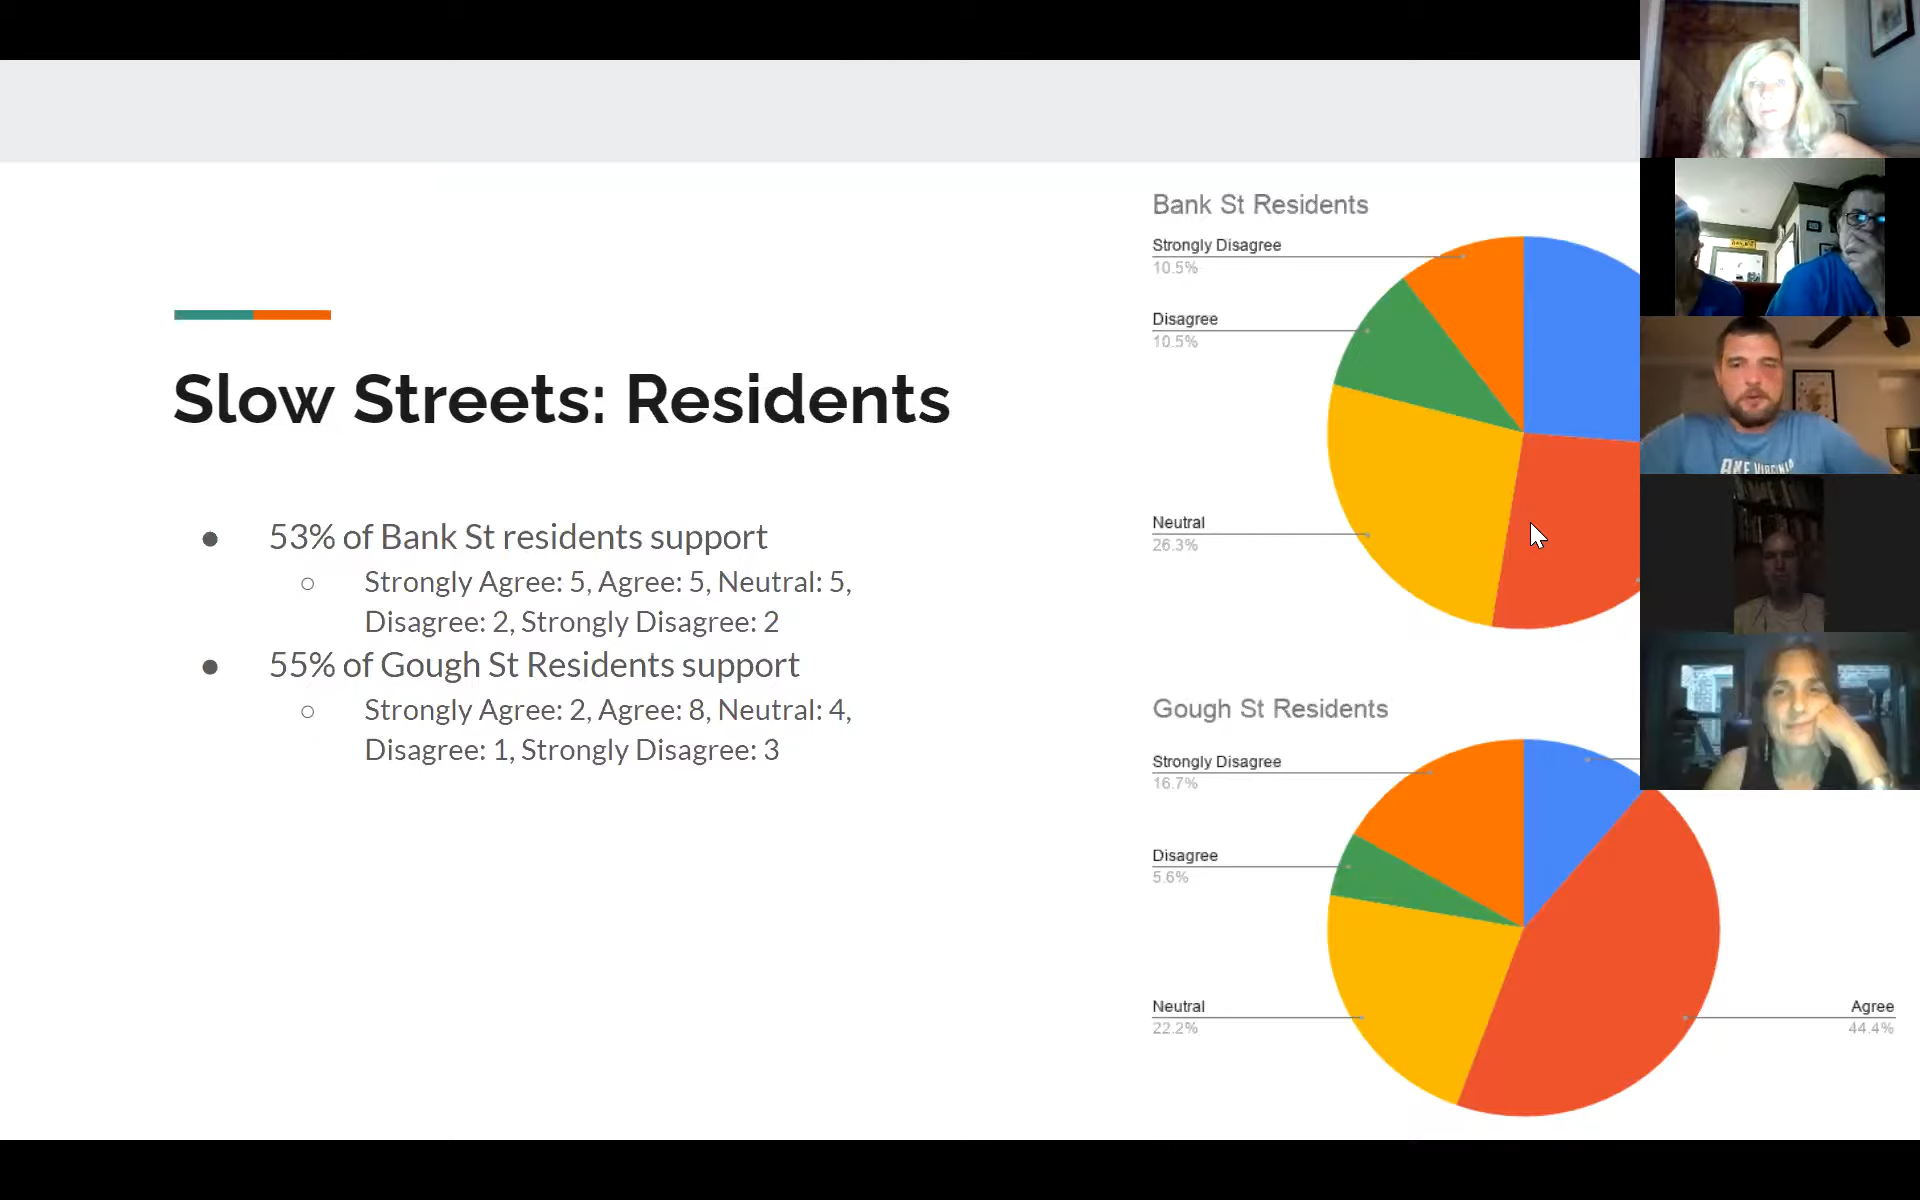 Slow Streets: Residents
● 53% of Bank St residents support
○ Strongly Agree: 5, Agree: 5, Neutral: 5,
Disagree: 2, Strongly Disagree: 2
● 55% of Gough St Residents support
○ Strongly Agree: 2, Agree: 8, Neutral: 4,
Disagree: 1, Strongly Disagree: 3
Bank St Residents
Strongly Disagree
10.5%
Disagree
10.5%
Neutral
26.3%
Gough St Residents
Strongly Disagree
16.7%
Disagree
5.6%
Neutral
22.2%
Agree
44.4%